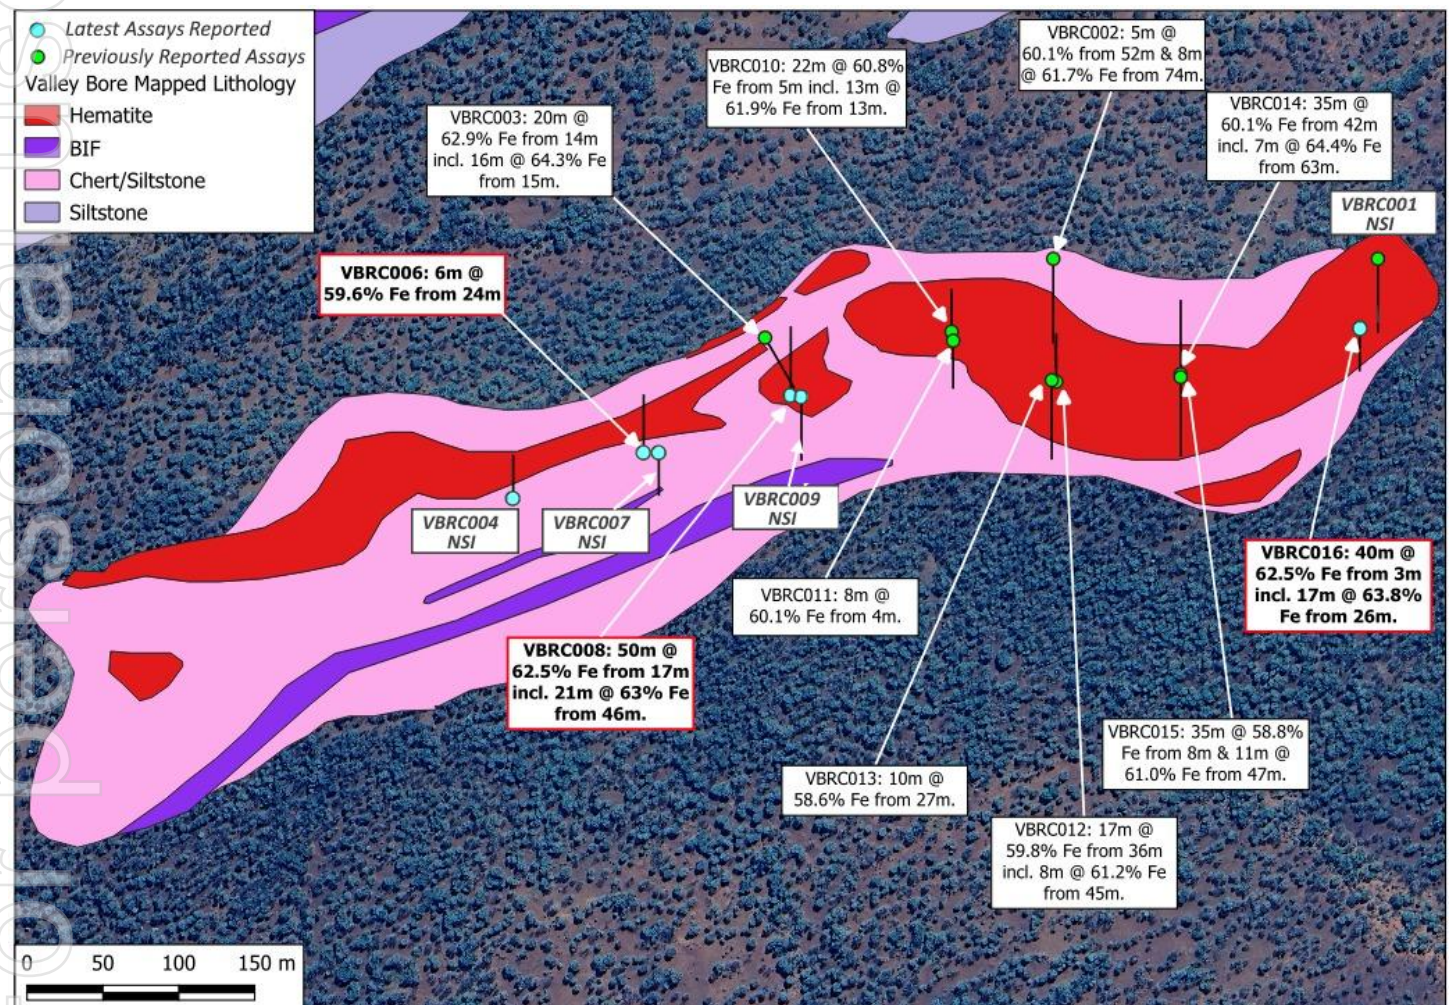 Latest Assays Reported
Previously Reported Assays
Valley Bore Mapped Lithology
Hematite
BIF
Chert/Siltstone
Siltstone
VBRC003: 20m @
62.9% Fe from 14m
incl. 16m @ 64.3% Fe
from 15m.
VBRC010: 22m @ 60.8%
Fe from 5m incl. 13m @
61.9% Fe from 13m.
VBRC002: 5m @
60.1% from 52m & 8m
@ 61.7% Fe from 74m.
VBRC014: 35m @
60.1% Fe from 42m
incl. 7m @ 64.4% Fe
from 63m.
VBRC001
NSI
VBRC006: 6m @
59.6% Fe from 24m
VBRC004
NSI
VBRC007
NSI
VBRC009
NSI
VBRC011: 8m @
60.1% Fe from 4m.
VBRC016: 40m @
62.5% Fe from 3m
incl. 17m @ 63.8%
Fe from 26m.
VBRC008: 50m @
62.5% Fe from 17m
incl. 21m @ 63% Fe
from 46m.
VBRC013: 10m @
58.6% Fe from 27m.
VBRC015: 35m @ 58.8%
Fe from 8m & 11m @
61.0% Fe from 47m.
VBRC012: 17m @
59.8% Fe from 36m
incl. 8m @ 61.2% Fe
from 45m.
0 50 100 150 m
or personal us